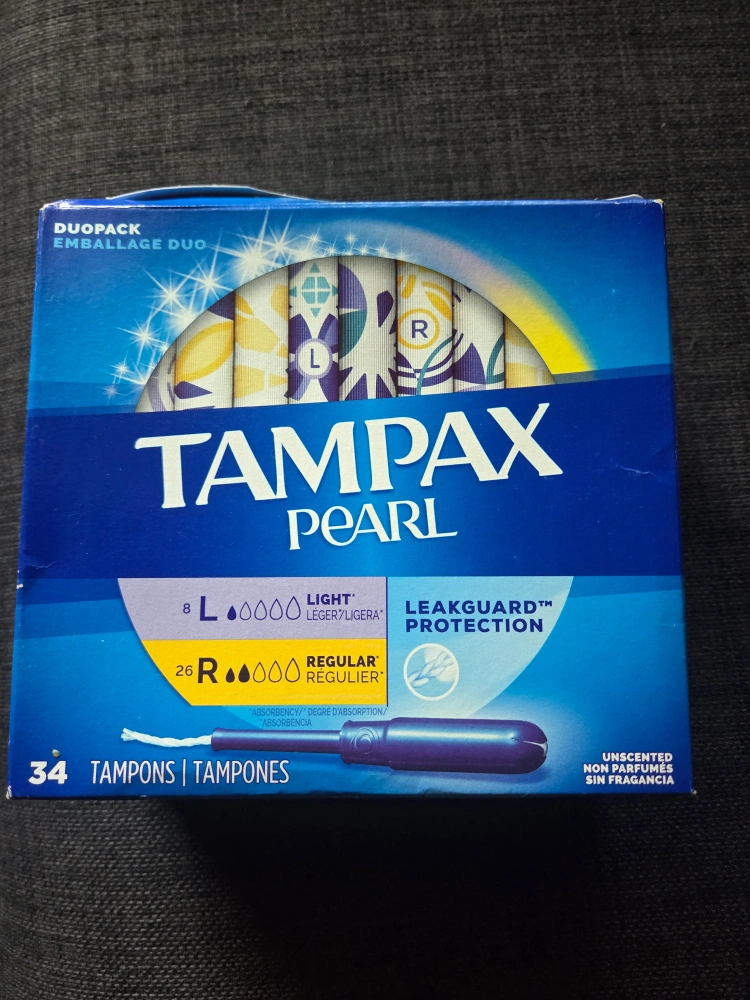 DUOPACK
EMBALLAGE DUO
L
R
TAMPAX
PEARL
8 L LIGHT*
LÉGER*/LIGERA*
26 R REGULAR*
RÉGULIER*
LEAKGUARD™
PROTECTION
*ABSORBENCY/*DEGRÉ D'ABSORPTION/
*ABSORBENCIA
34 TAMPONS | TAMPONES
UNSCENTED
NON PARFUMÉS
SIN FRAGANCIA